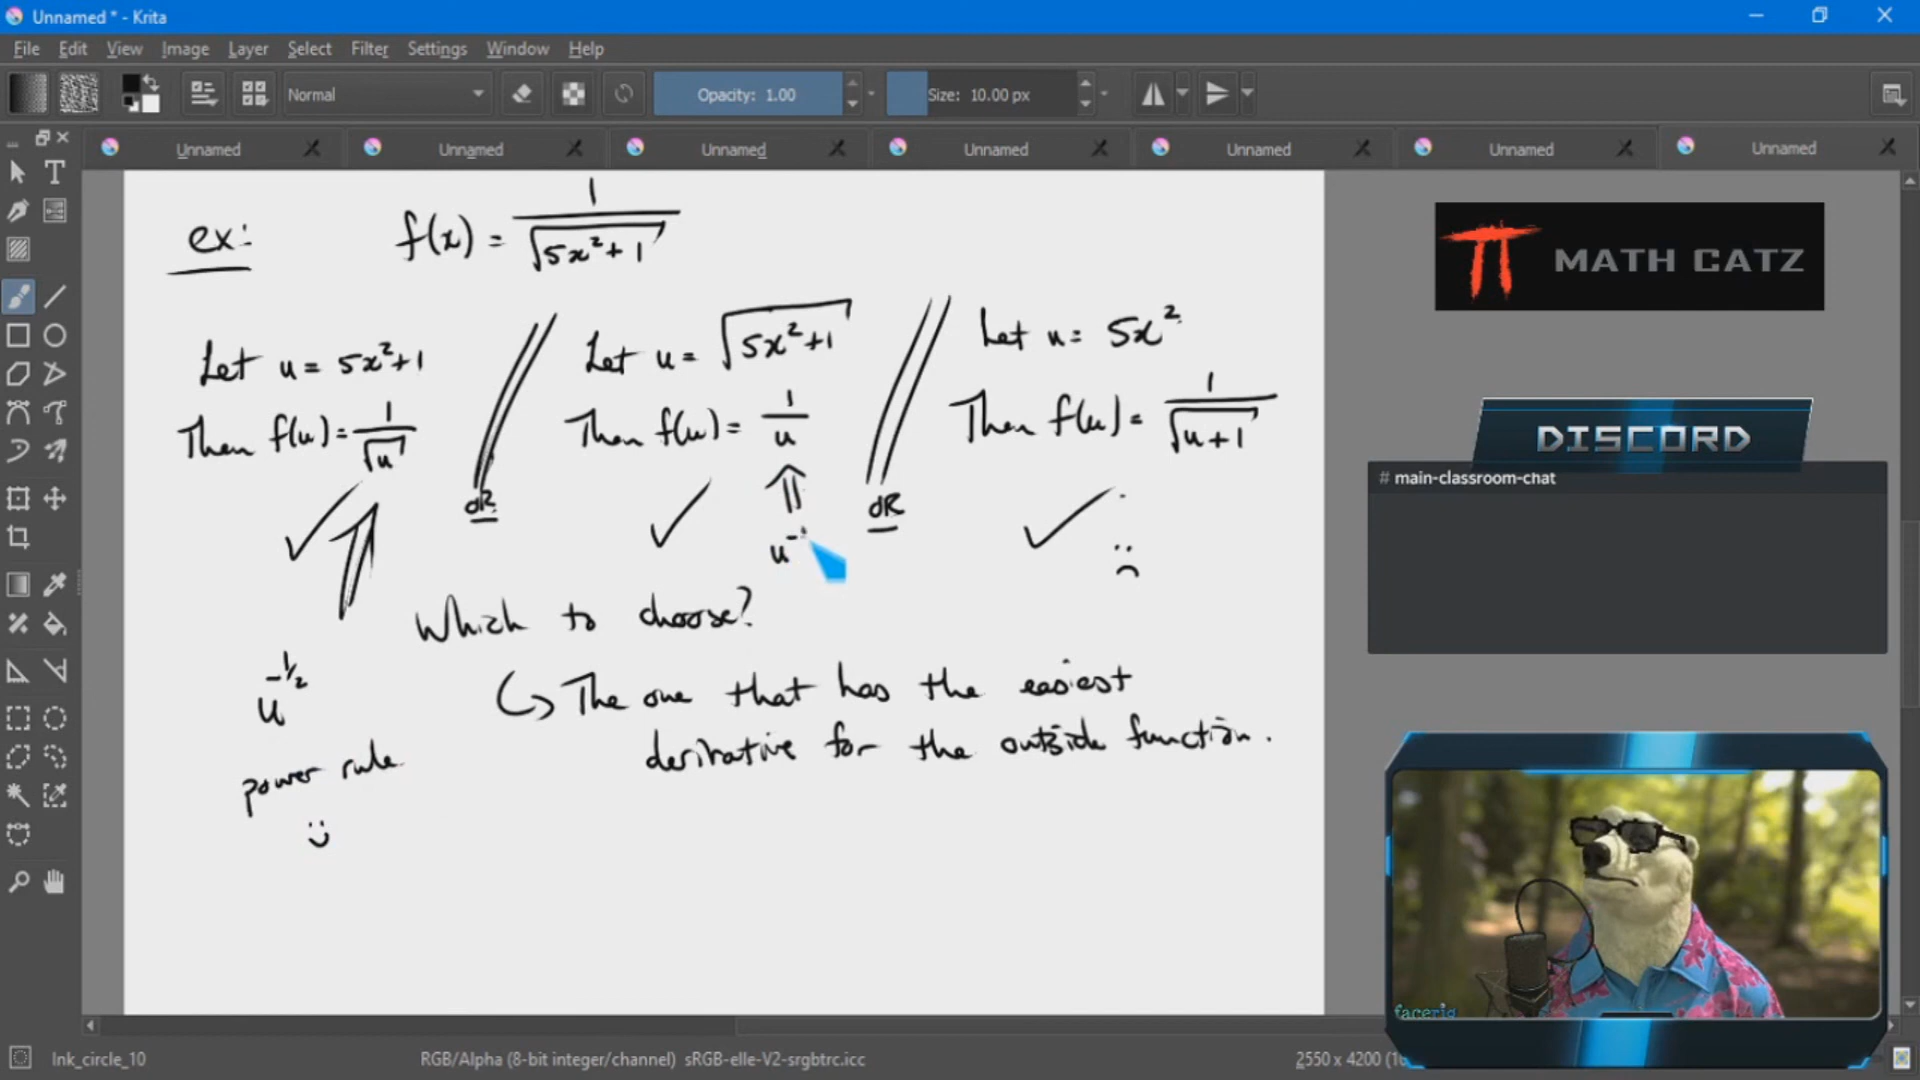 Unnamed * - Krita
File Edit View Image Layer Select Filter Settings Window Help
Normal Opacity: 1.00 Size: 10.00 px
Unnamed Unnamed Unnamed Unnamed Unnamed Unnamed Unnamed
ex: f(x) = 1/√(5x²+1)
Let u = 5x²+1
Then f(u) = 1/√u
oR
Let u = √(5x²+1)
Then f(u) = 1/u
u⁻
oR
Let u = 5x²
Then f(u) = 1/√(u+1)
Which to choose?
↳ The one that has the easiest
derivative for the outside function.
u^(-1/2)
power rule
π MATH CATZ
DISCORD
# main-classroom-chat
facerig
Ink_circle_10 RGB/Alpha (8-bit integer/channel) sRGB-elle-V2-srgbtrc.icc 2550 x 4200